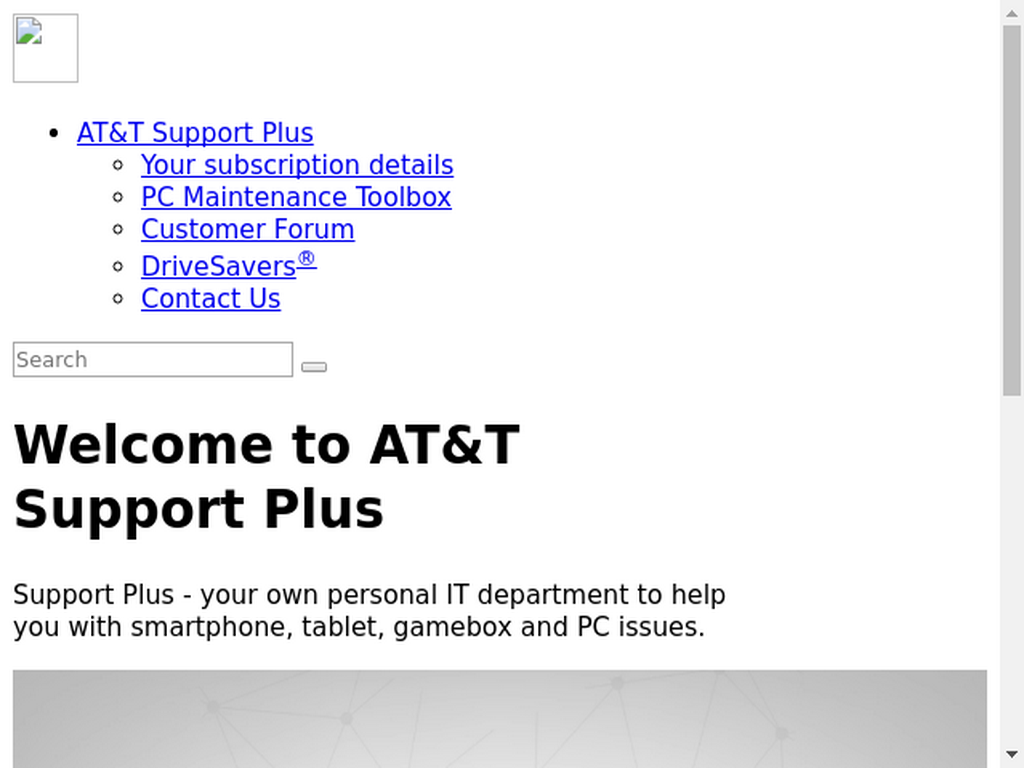 AT&T Support Plus
Your subscription details
PC Maintenance Toolbox
Customer Forum
DriveSavers®
Contact Us
Search
Welcome to AT&T
Support Plus
Support Plus - your own personal IT department to help
you with smartphone, tablet, gamebox and PC issues.